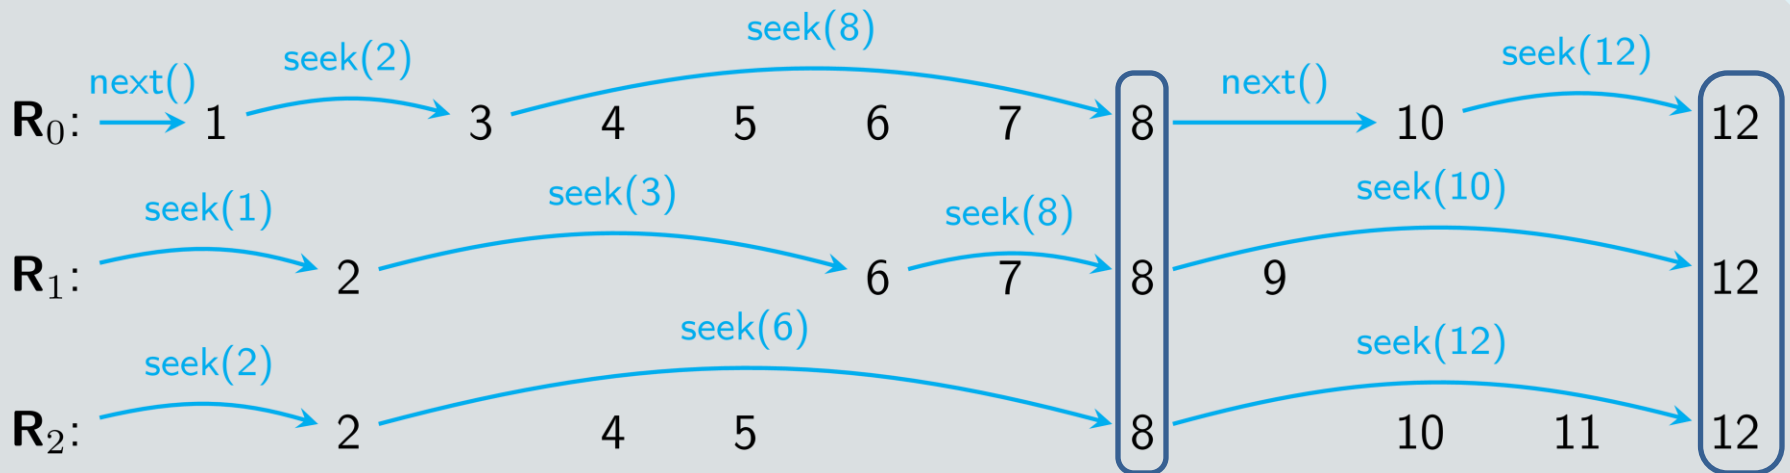 seek(8)
next() seek(2) next() seek(12)
R0: 1 3 4 5 6 7 8 10 12
seek(1) seek(3) seek(8) seek(10)
R1: 2 6 7 8 9 12
seek(2) seek(6) seek(12)
R2: 2 4 5 8 10 11 12